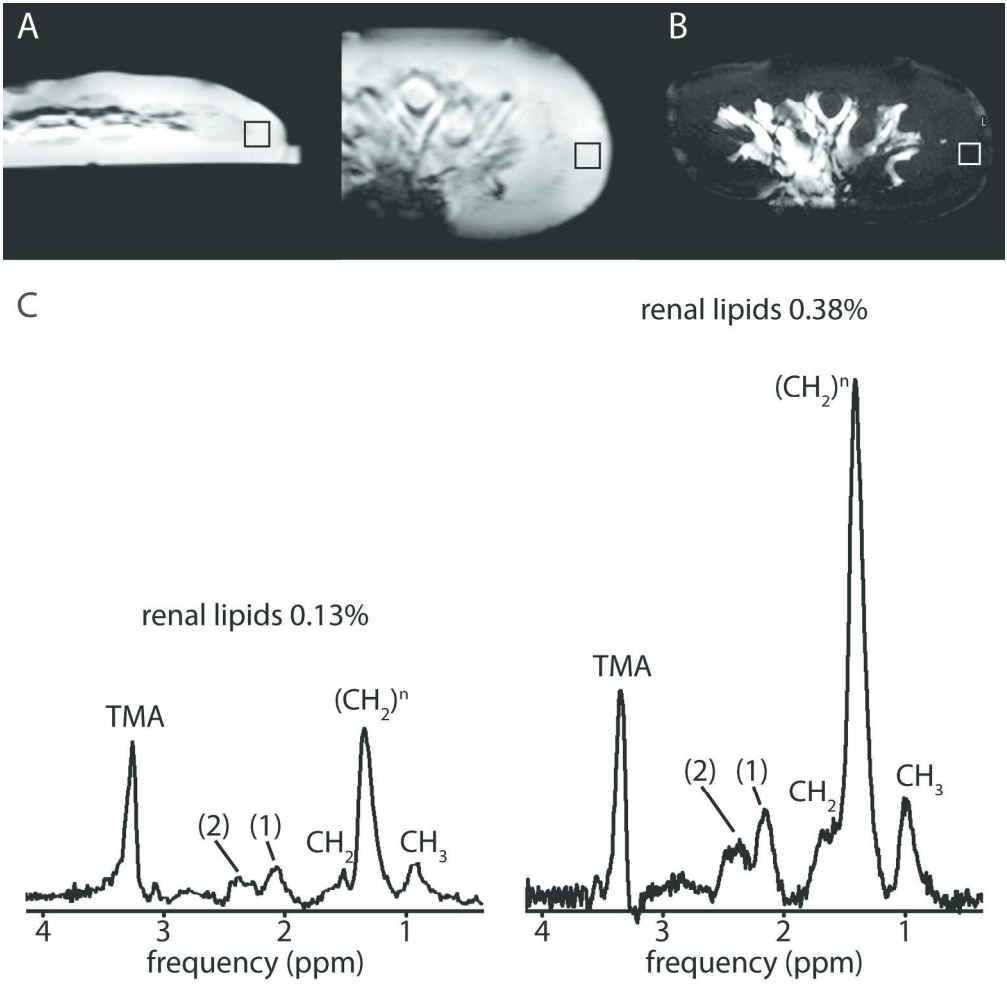 A
B
L
C
renal lipids 0.13%
TMA
(2)
(1)
CH₂
(CH₂)ⁿ
CH₃
4 3 2 1
frequency (ppm)
renal lipids 0.38%
TMA
(2)
(1)
CH₂
(CH₂)ⁿ
CH₃
4 3 2 1
frequency (ppm)